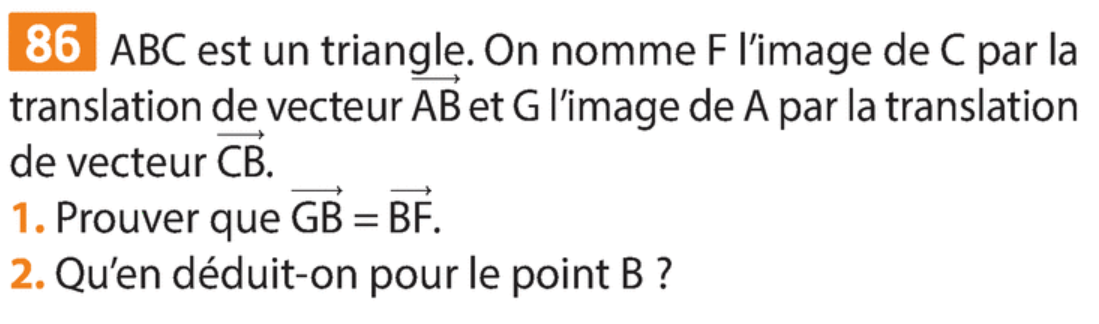 86 ABC est un triangle. On nomme F l’image de C par la
translation de vecteur $\overrightarrow{AB}$ et G l’image de A par la translation
de vecteur $\overrightarrow{CB}$.
1. Prouver que $\overrightarrow{GB} = \overrightarrow{BF}$.
2. Qu’en déduit-on pour le point B ?